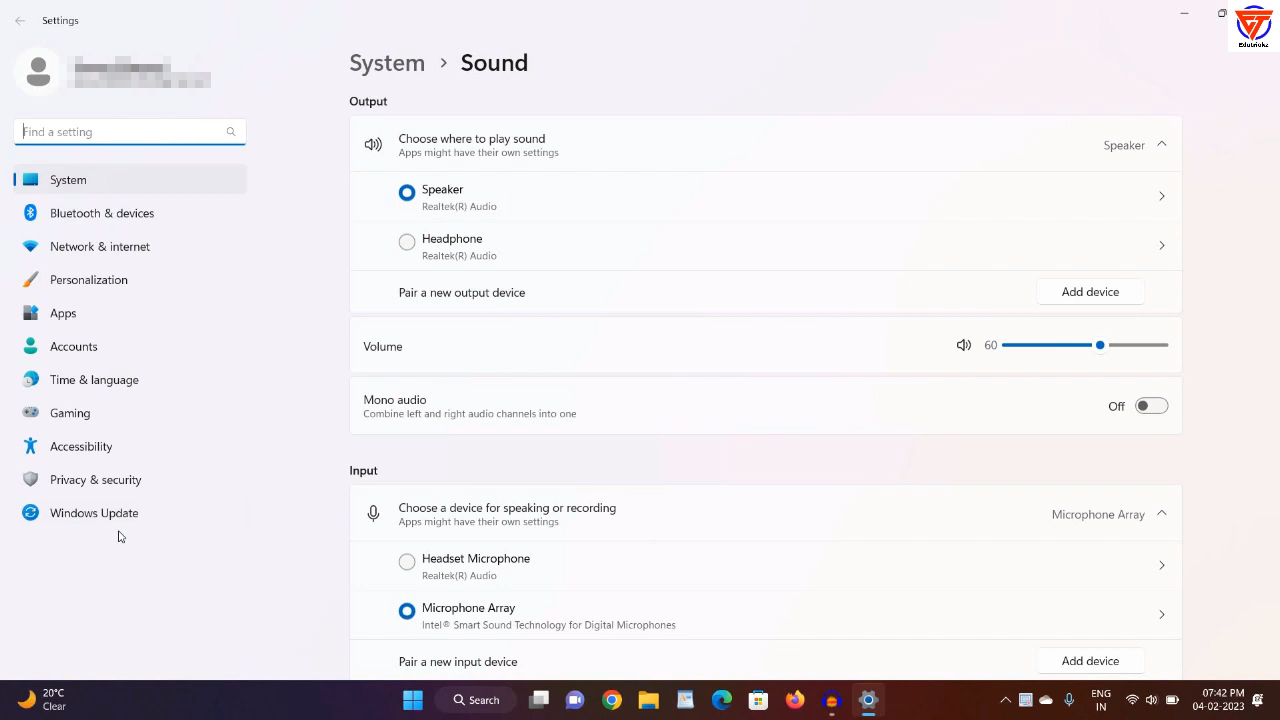 Settings
Edutrickz
System > Sound
Find a setting
System
Bluetooth & devices
Network & internet
Personalization
Apps
Accounts
Time & language
Gaming
Accessibility
Privacy & security
Windows Update
Output
Choose where to play sound
Apps might have their own settings
Speaker
Speaker
Realtek(R) Audio
Headphone
Realtek(R) Audio
Pair a new output device
Add device
Volume
60
Mono audio
Combine left and right audio channels into one
Off
Input
Choose a device for speaking or recording
Apps might have their own settings
Microphone Array
Headset Microphone
Realtek(R) Audio
Microphone Array
Intel® Smart Sound Technology for Digital Microphones
Pair a new input device
Add device
20°C
Clear
Search
ENG
IN
07:42 PM
04-02-2023